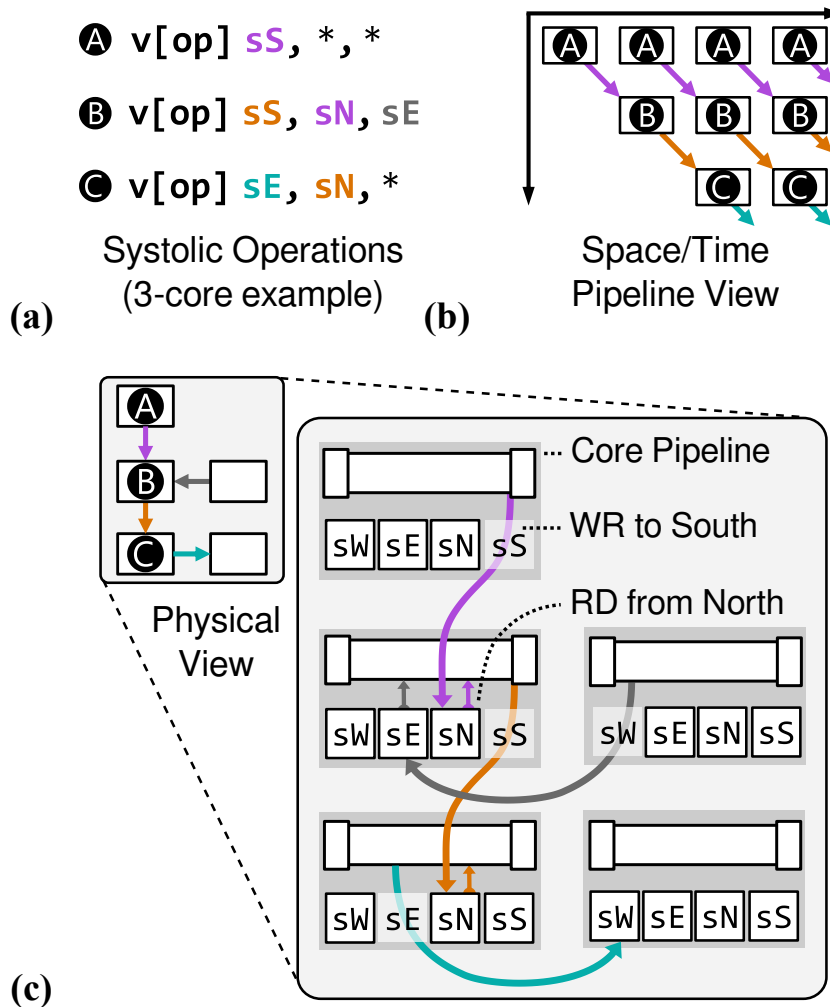 A v[op] sS, *, *
B v[op] sS, sN, sE
C v[op] sE, sN, *
Systolic Operations
(3-core example)
(a)
A A A A
B B B
C C
Space/Time
Pipeline View
(b)
A
B
C
Physical
View
Core Pipeline
sW sE sN sS
WR to South
RD from North
sW sE sN sS
sW sE sN sS
sW sE sN sS
sW sE sN sS
(c)